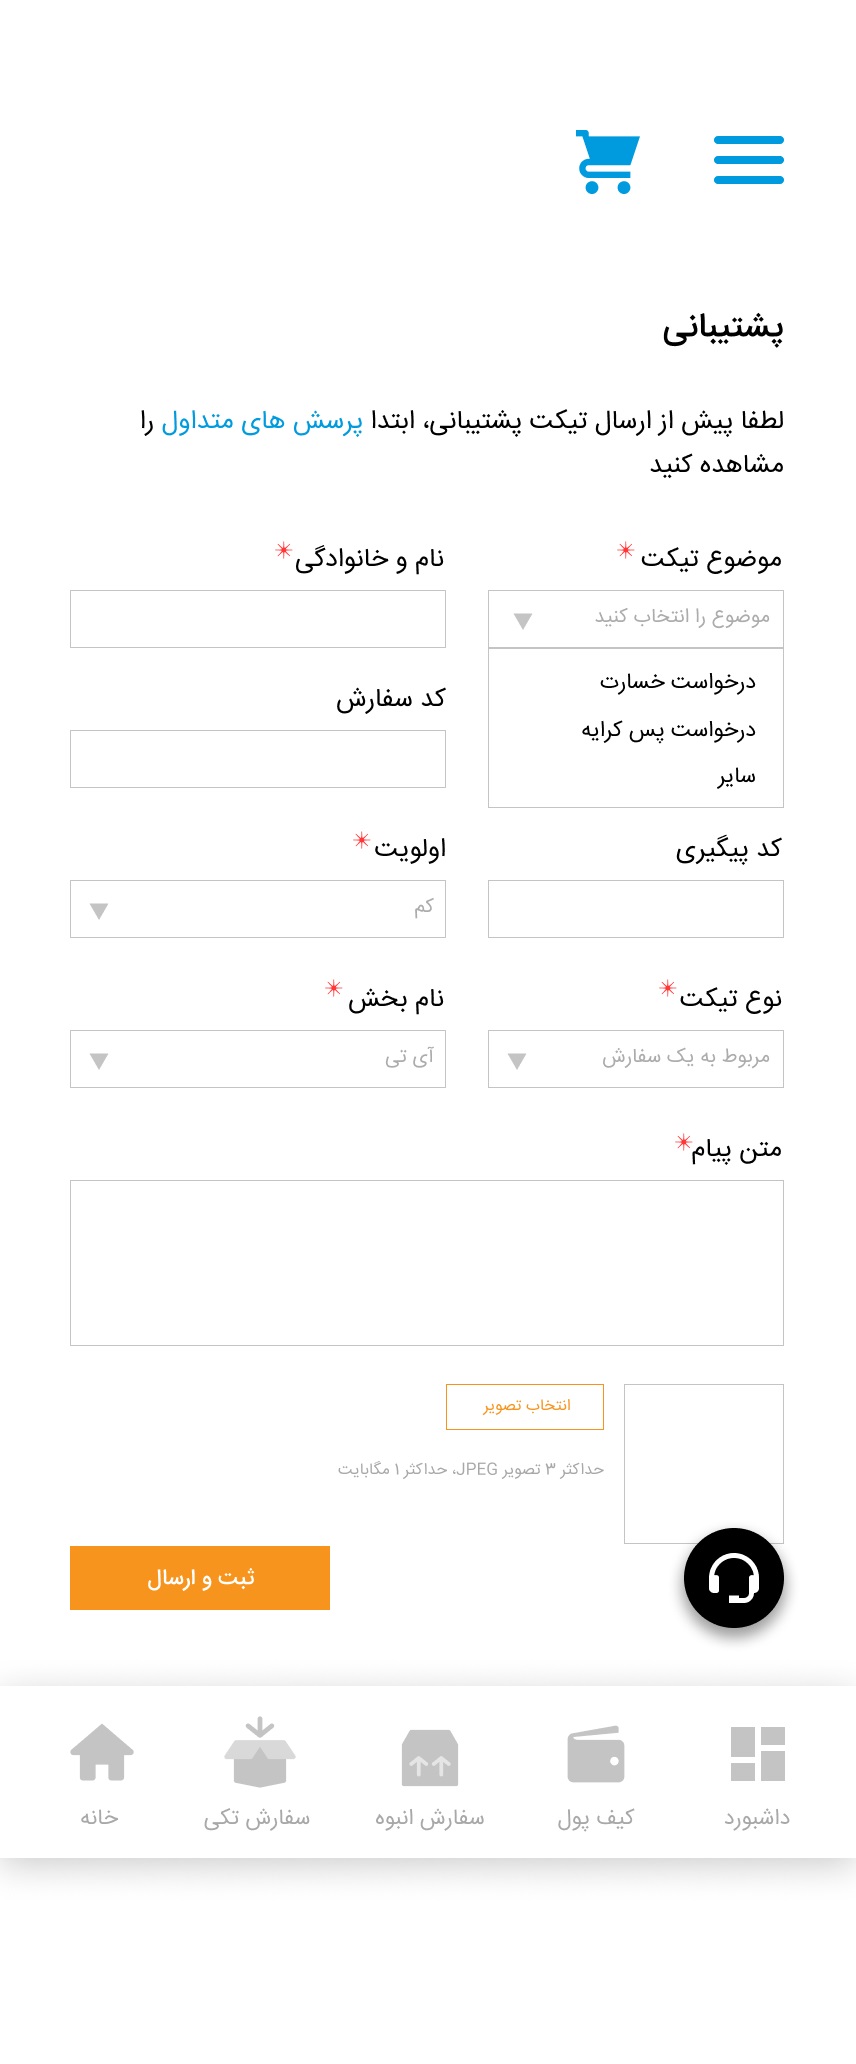 پشتیبانی
لطفا پیش از ارسال تیکت پشتیبانی، ابتدا پرسش های متداول را
مشاهده کنید
موضوع تیکت *
نام و خانوادگی *
موضوع را انتخاب کنید
درخواست خسارت
درخواست پس کرایه
سایر
کد سفارش
کد پیگیری
اولویت *
کم
نوع تیکت *
نام بخش *
مربوط به یک سفارش
آی تی
متن پیام*
انتخاب تصویر
حداکثر ۳ تصویر JPEG، حداکثر ۱ مگابایت
ثبت و ارسال
داشبورد
کیف پول
سفارش انبوه
سفارش تکی
خانه